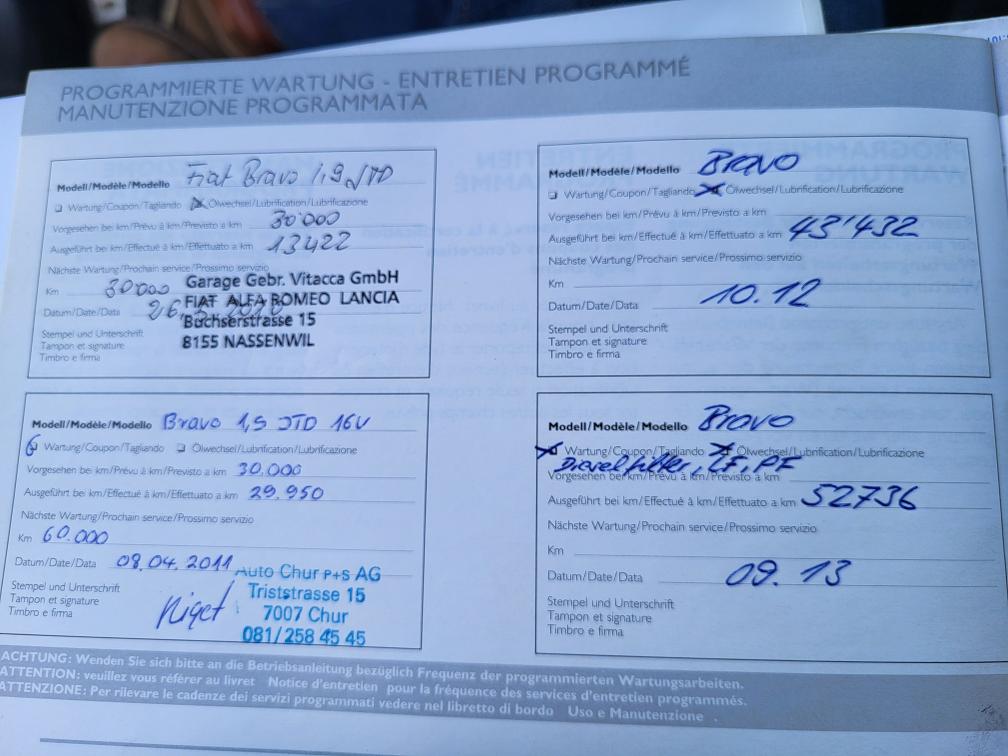 PROGRAMMIERTE WARTUNG - ENTRETIEN PROGRAMMÉ
MANUTENZIONE PROGRAMMATA
Modell/Modèle/Modello Fiat Bravo 1,9 JTD
Wartung/Coupon/Tagliando Ölwechsel/Lubrification/Lubrificazione
Vorgesehen bei km/Prévu à km/Previsto a km 30'000
Ausgeführt bei km/Effectué à km/Effettuato a km 13422
Nächste Wartung/Prochain service/Prossimo servizio
Km 30'000
Datum/Date/Data 26.
Garage Gebr. Vitacca GmbH
FIAT ALFA ROMEO LANCIA
Buchserstrasse 15
8155 NASSENWIL
Stempel und Unterschrift
Tampon et signature
Timbro e firma
Modell/Modèle/Modello Bravo
Wartung/Coupon/Tagliando Ölwechsel/Lubrification/Lubrificazione
Vorgesehen bei km/Prévu à km/Previsto a km
Ausgeführt bei km/Effectué à km/Effettuato a km 43'432
Nächste Wartung/Prochain service/Prossimo servizio
Km
Datum/Date/Data 10.12
Stempel und Unterschrift
Tampon et signature
Timbro e firma
Modell/Modèle/Modello Bravo 1,9 JTD 16V
Wartung/Coupon/Tagliando Ölwechsel/Lubrification/Lubrificazione
Vorgesehen bei km/Prévu à km/Previsto a km 30.000
Ausgeführt bei km/Effectué à km/Effettuato a km 29.950
Nächste Wartung/Prochain service/Prossimo servizio
Km 60.000
Datum/Date/Data 08.04.2011
Auto Chur P+S AG
Triststrasse 15
7007 Chur
081/258 45 45
Stempel und Unterschrift
Tampon et signature
Timbro e firma
Modell/Modèle/Modello Bravo
Wartung/Coupon/Tagliando Ölwechsel/Lubrification/Lubrificazione
Dieselfilter, LF, PF
Vorgesehen bei km/Prévu à km/Previsto a km
Ausgeführt bei km/Effectué à km/Effettuato a km 52736
Nächste Wartung/Prochain service/Prossimo servizio
Km
Datum/Date/Data 09.13
Stempel und Unterschrift
Tampon et signature
Timbro e firma
ACHTUNG: Wenden Sie sich bitte an die Betriebsanleitung bezüglich Frequenz der programmierten Wartungsarbeiten.
ATTENTION: veuillez vous référer au livret Notice d'entretien pour la fréquence des services d'entretien programmés.
ATTENZIONE: Per rilevare le cadenze dei servizi programmati vedere nel libretto di bordo Uso e Manutenzione .